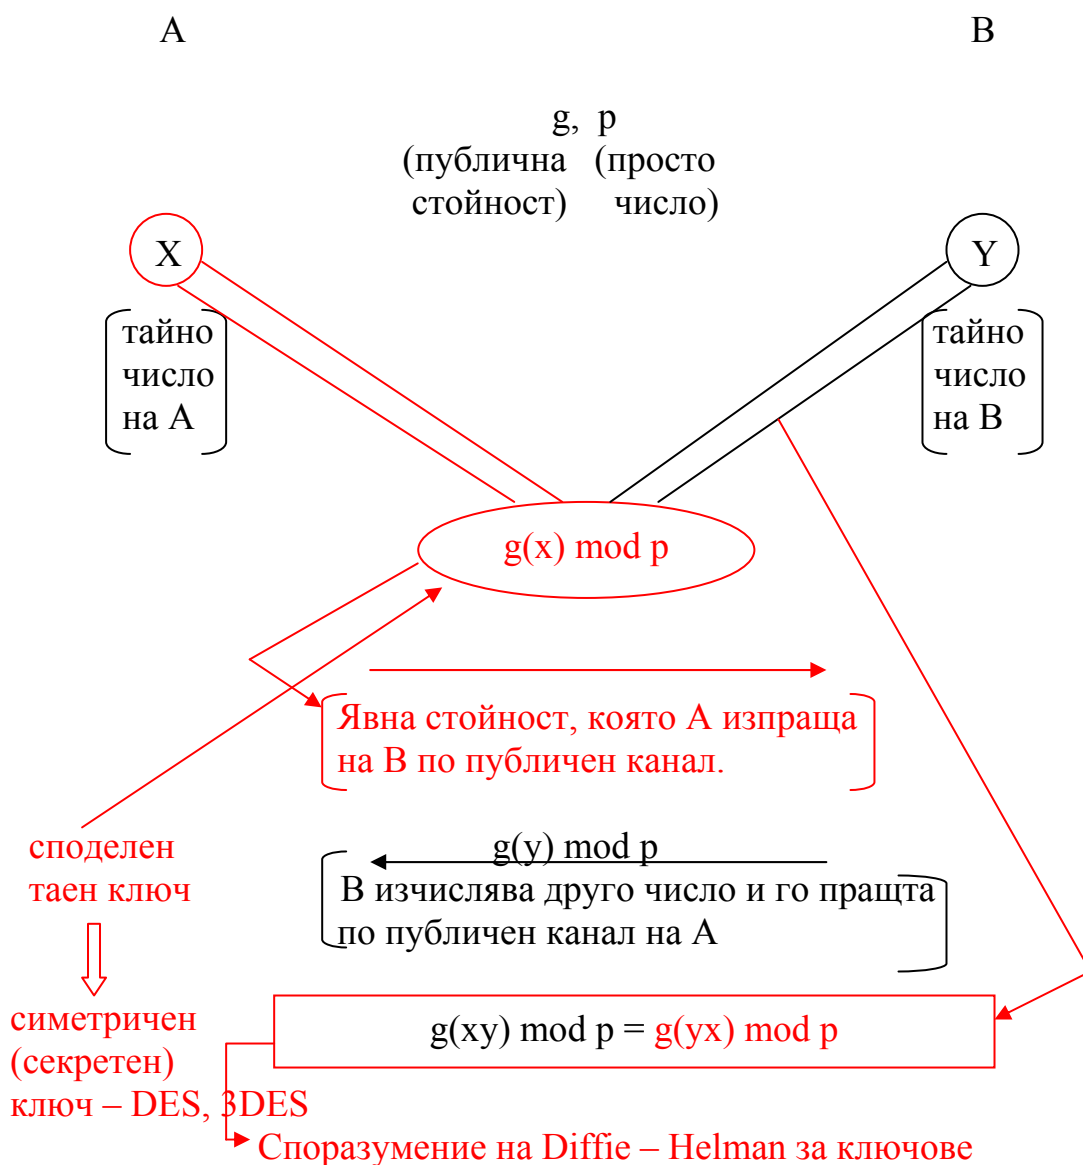 A B
g, p
(публична (просто
стойност) число)
X Y
тайно
число
на А
тайно
число
на В
g(x) mod p
Явна стойност, която А изпраща
на В по публичен канал.
споделен
таен ключ
g(y) mod p
В изчислява друго число и го пращта
по публичен канал на А
симетричен
(секретен)
ключ – DES, 3DES
g(xy) mod p = g(yx) mod p
Споразумение на Diffie – Helman за ключове